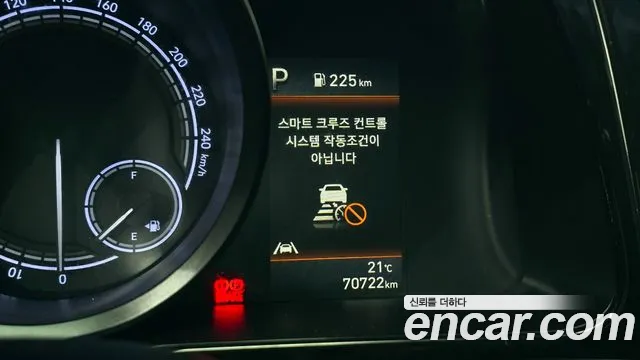 120
140
160
180
200
220
240
km/h
10
0
F
E
P
225 km
스마트 크루즈 컨트롤
시스템 작동조건이
아닙니다
21℃
70722km
신뢰를 더하다
encar.com